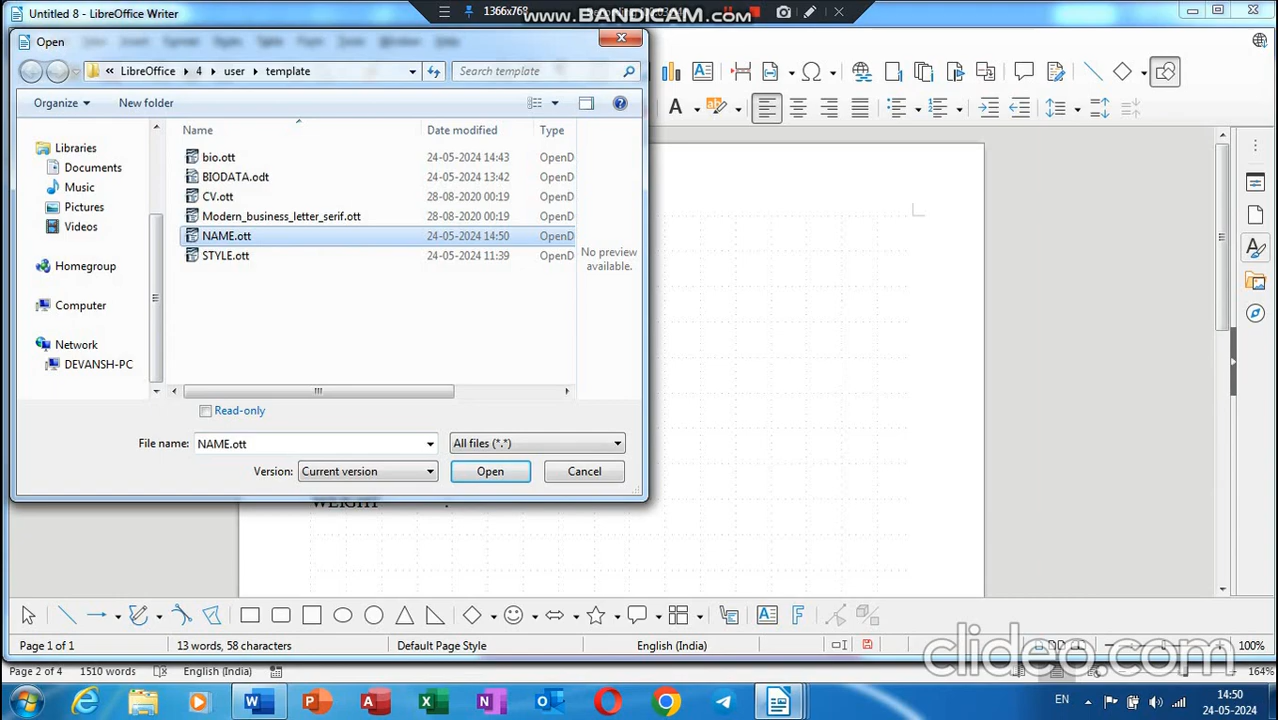 Untitled 8 - LibreOffice Writer
1366x768
www.BANDICAM.com
Open
LibreOffice 4 user template
Search template
Organize
New folder
Name
Date modified
Type
Libraries
Documents
Music
Pictures
Videos
Homegroup
Computer
Network
DEVANSH-PC
bio.ott 24-05-2024 14:43 OpenD
BIODATA.odt 24-05-2024 13:42 OpenD
CV.ott 28-08-2020 00:19 OpenD
Modern_business_letter_serif.ott 28-08-2020 00:19 OpenD
NAME.ott 24-05-2024 14:50 OpenD
STYLE.ott 24-05-2024 11:39 OpenD
No preview
available.
Read-only
File name: NAME.ott
All files (*.*)
Version: Current version
Open
Cancel
WEIGHT :
Page 1 of 1
13 words, 58 characters
Default Page Style
English (India)
100%
clideo.com
Page 2 of 4
1510 words
English (India)
164%
EN
14:50
24-05-2024